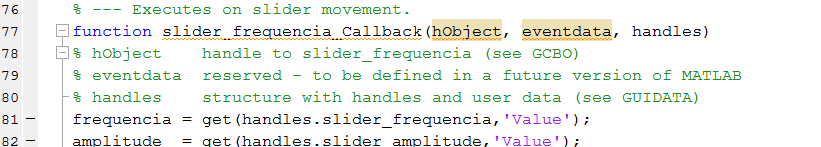 76 % --- Executes on slider movement.
77 function slider_frequencia_Callback(hObject, eventdata, handles)
78 % hObject    handle to slider_frequencia (see GCBO)
79 % eventdata  reserved - to be defined in a future version of MATLAB
80 % handles    structure with handles and user data (see GUIDATA)
81 – frequencia = get(handles.slider_frequencia,'Value');
82 – amplitude  = get(handles.slider_amplitude,'Value');